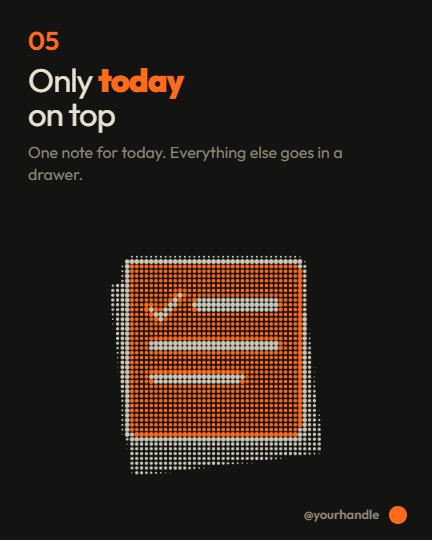 05
Only today
on top
One note for today. Everything else goes in a
drawer.
@yourhandle